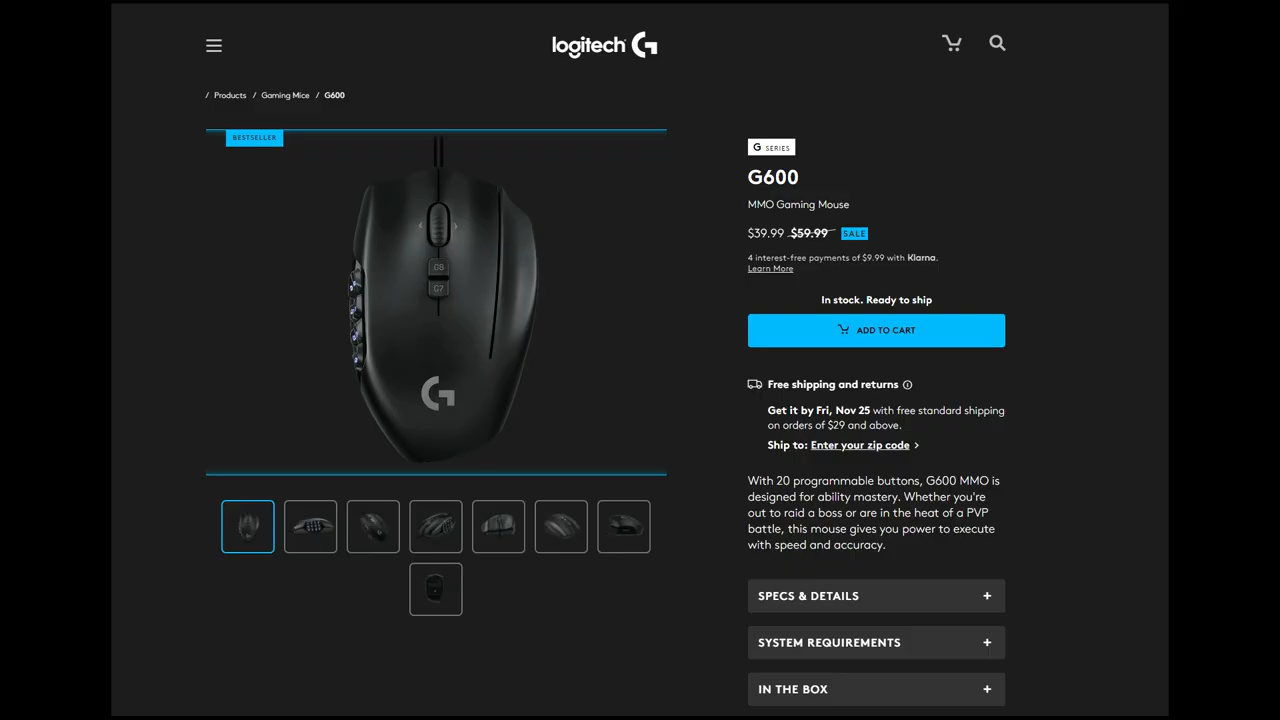 logitech G
/ Products / Gaming Mice / G600
BESTSELLER
G8
G7
G SERIES
G600
MMO Gaming Mouse
$39.99 $59.99 SALE
4 interest-free payments of $9.99 with Klarna.
Learn More
In stock. Ready to ship
ADD TO CART
Free shipping and returns
Get it by Fri, Nov 25 with free standard shipping
on orders of $29 and above.
Ship to: Enter your zip code >
With 20 programmable buttons, G600 MMO is
designed for ability mastery. Whether you're
out to raid a boss or are in the heat of a PVP
battle, this mouse gives you power to execute
with speed and accuracy.
SPECS & DETAILS +
SYSTEM REQUIREMENTS +
IN THE BOX +